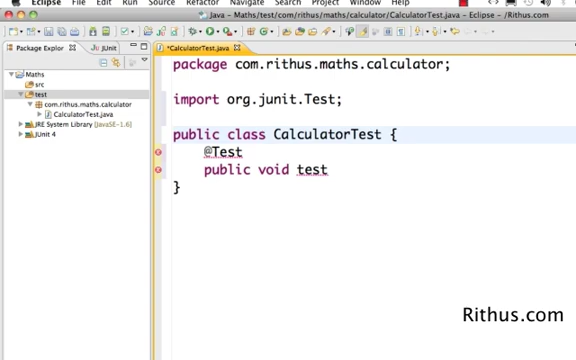 Eclipse File Edit Run Source Refactor Navigate Search Project Window Help
Java - Maths/test/com/rithus/maths/calculator/CalculatorTest.java - Eclipse - /Rithus.com
Package Explor JUnit
Maths
src
test
com.rithus.maths.calculator
CalculatorTest.java
JRE System Library [JavaSE-1.6]
JUnit 4
*CalculatorTest.java
package com.rithus.maths.calculator;
import org.junit.Test;
public class CalculatorTest {
@Test
public void test
}
Rithus.com